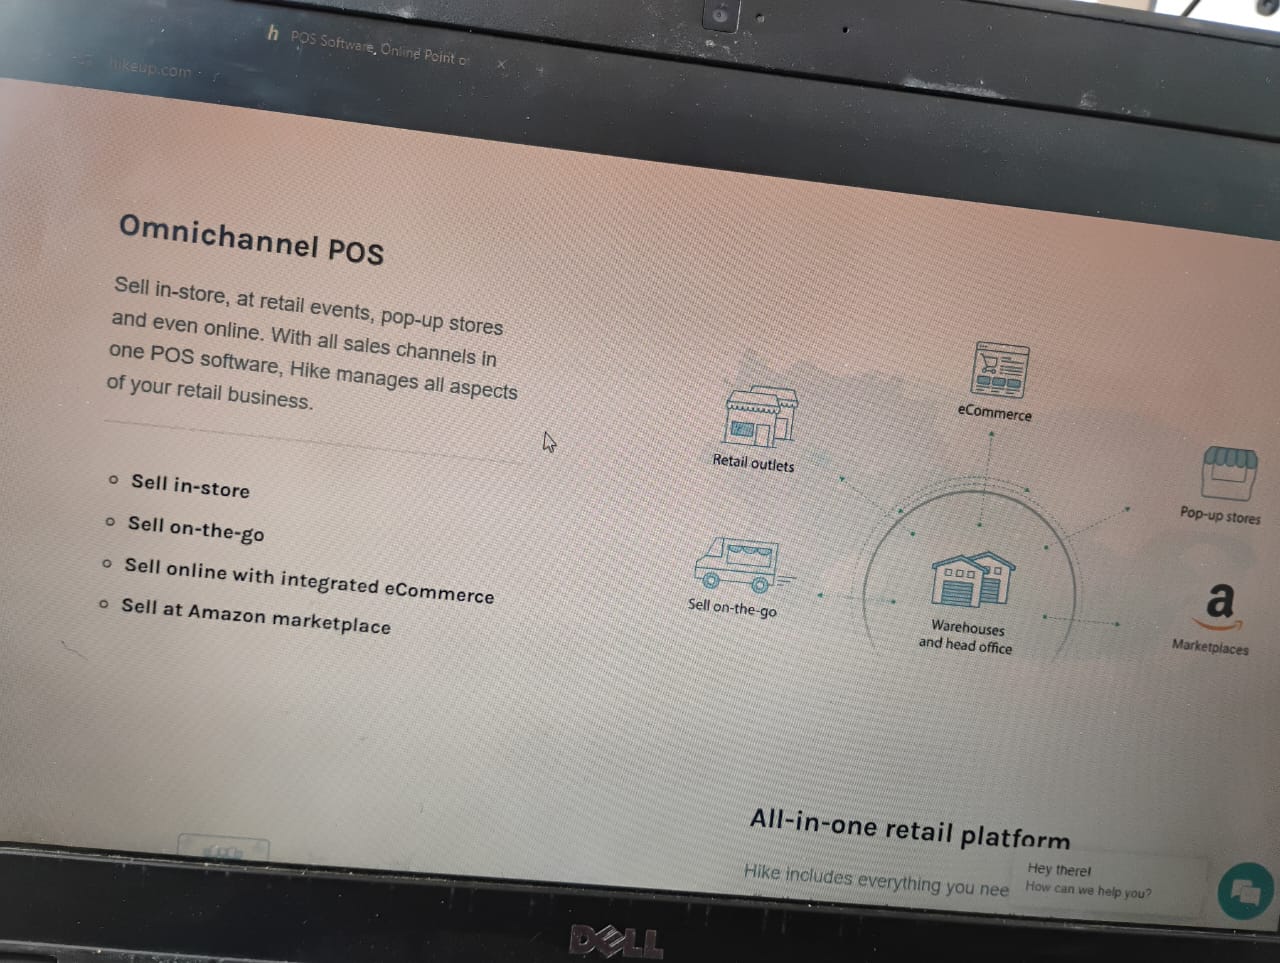 h POS Software, Online Point o
hikeup.com
Omnichannel POS
Sell in-store, at retail events, pop-up stores
and even online. With all sales channels in
one POS software, Hike manages all aspects
of your retail business.
Sell in-store
Sell on-the-go
Sell online with integrated eCommerce
Sell at Amazon marketplace
eCommerce
Retail outlets
Pop-up stores
Sell on-the-go
Warehouses
and head office
a
Marketplaces
All-in-one retail platform
Hike includes everything you nee
Hey there!
How can we help you?
DELL